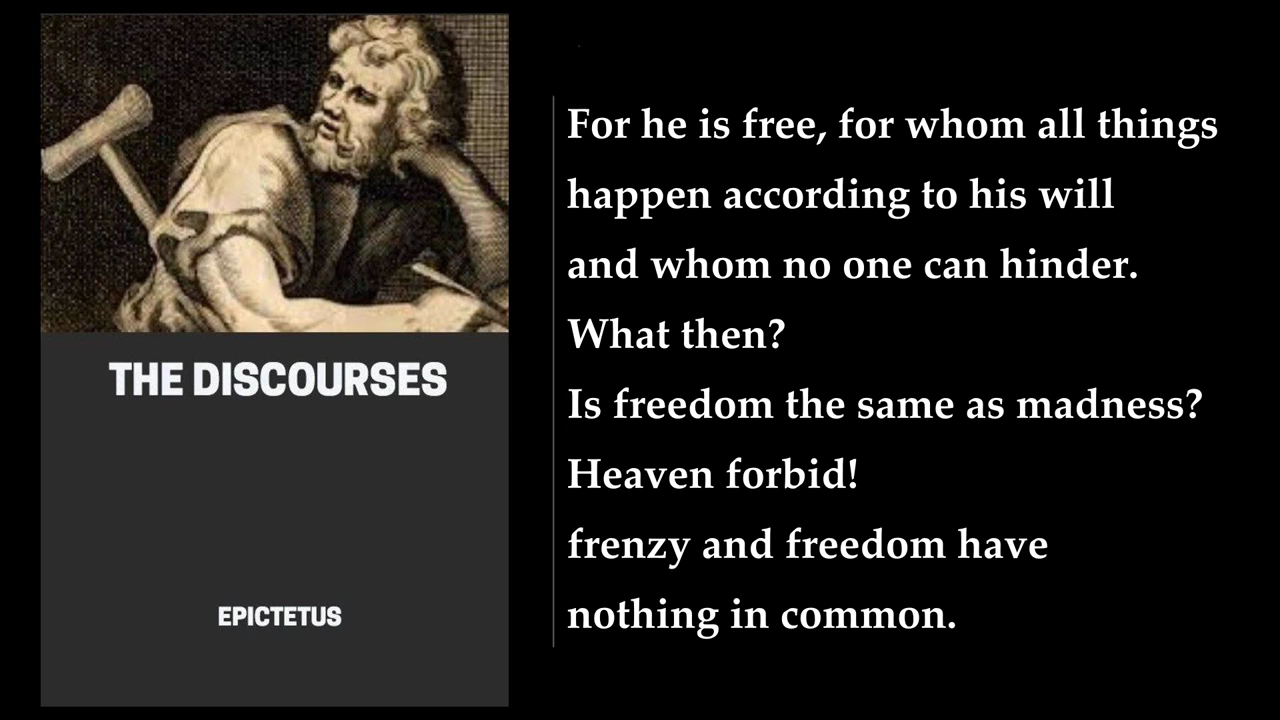 THE DISCOURSES
EPICTETUS
For he is free, for whom all things
happen according to his will
and whom no one can hinder.
What then?
Is freedom the same as madness?
Heaven forbid!
frenzy and freedom have
nothing in common.